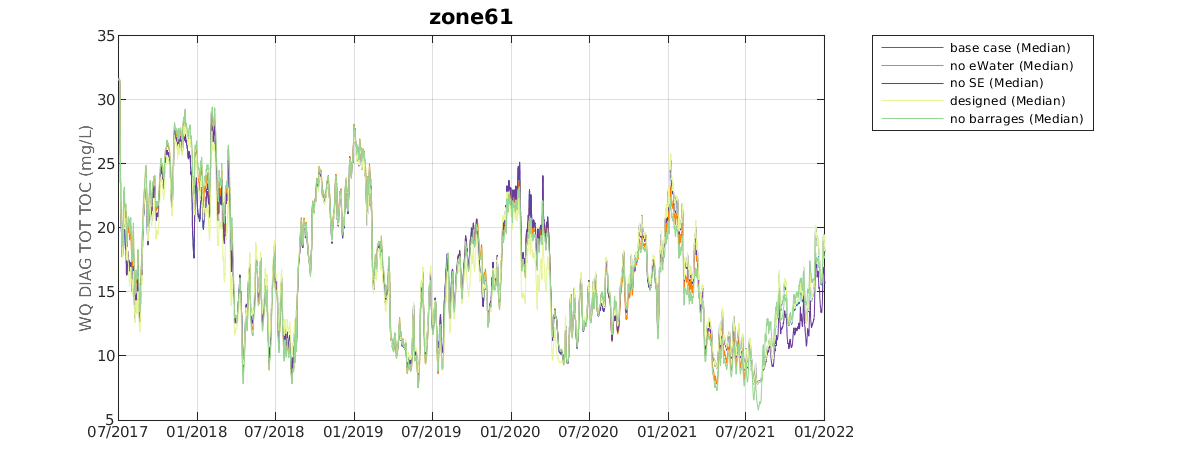 zone61
WQ DIAG TOT TOC (mg/L)
35
30
25
20
15
10
5
07/2017 01/2018 07/2018 01/2019 07/2019 01/2020 07/2020 01/2021 07/2021 01/2022
base case (Median)
no eWater (Median)
no SE (Median)
designed (Median)
no barrages (Median)